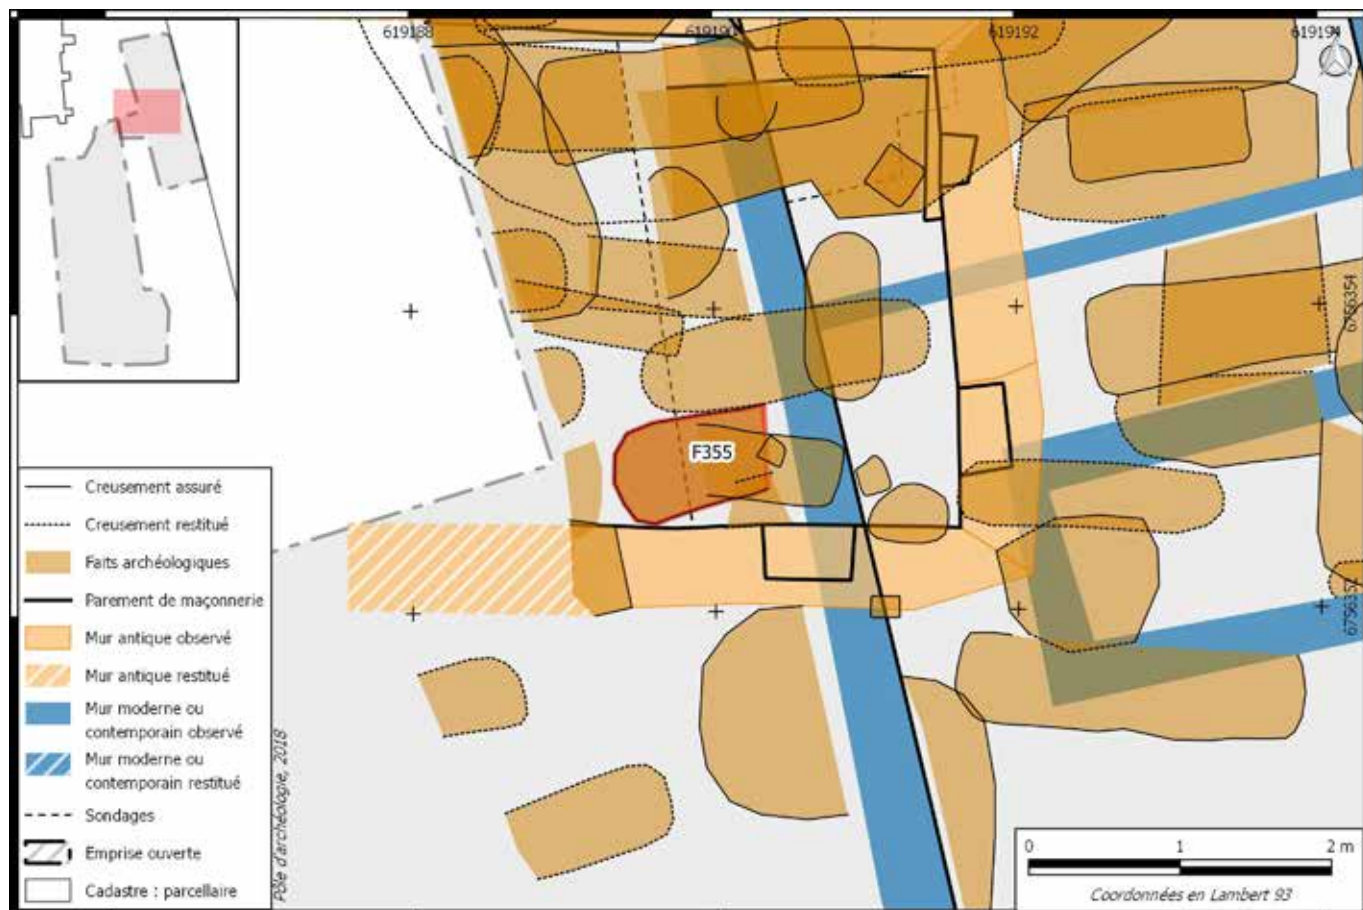 619188
619190
619192
619194
6756354
F355
6756352
Creusement assuré
Creusement restitué
Faits archéologiques
Parement de maçonnerie
Mur antique observé
Mur antique restitué
Mur moderne ou
contemporain observé
Mur moderne ou
contemporain restitué
Sondages
Emprise ouverte
Cadastre : parcellaire
Pôle d'archéologie, 2018
0 1 2 m
Coordonnées en Lambert 93